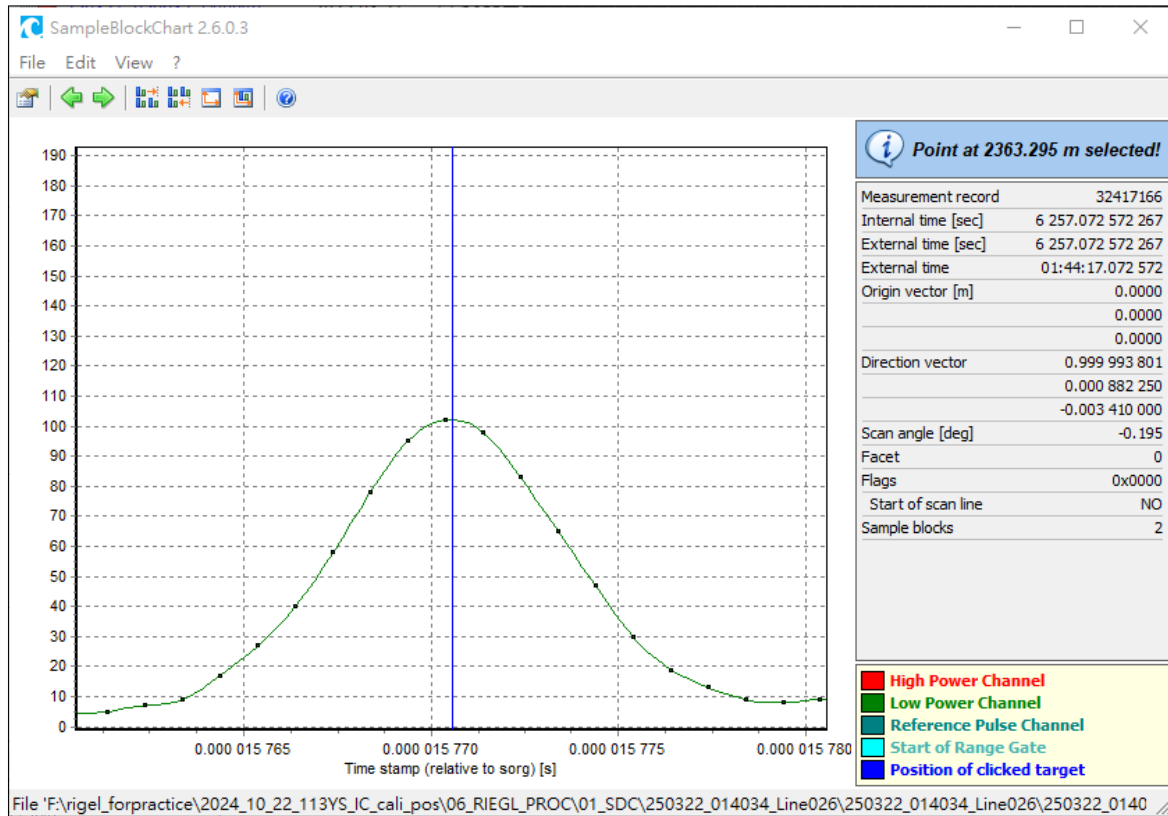 SampleBlockChart 2.6.0.3
File Edit View ?
Point at 2363.295 m selected!
190
180
170
160
150
140
130
120
110
100
90
80
70
60
50
40
30
20
10
0
0.000 015 765 0.000 015 770 0.000 015 775 0.000 015 780
Time stamp (relative to sorg) [s]
Measurement record 32417166
Internal time [sec] 6 257.072 572 267
External time [sec] 6 257.072 572 267
External time 01:44:17.072 572
Origin vector [m] 0.0000
0.0000
0.0000
Direction vector 0.999 993 801
0.000 882 250
-0.003 410 000
Scan angle [deg] -0.195
Facet 0
Flags 0x0000
Start of scan line NO
Sample blocks 2
High Power Channel
Low Power Channel
Reference Pulse Channel
Start of Range Gate
Position of clicked target
File 'F:\rigel_forpractice\2024_10_22_113YS_IC_cali_pos\06_RIEGL_PROC\01_SDC\250322_014034_Line026\250322_014034_Line026\250322_0140